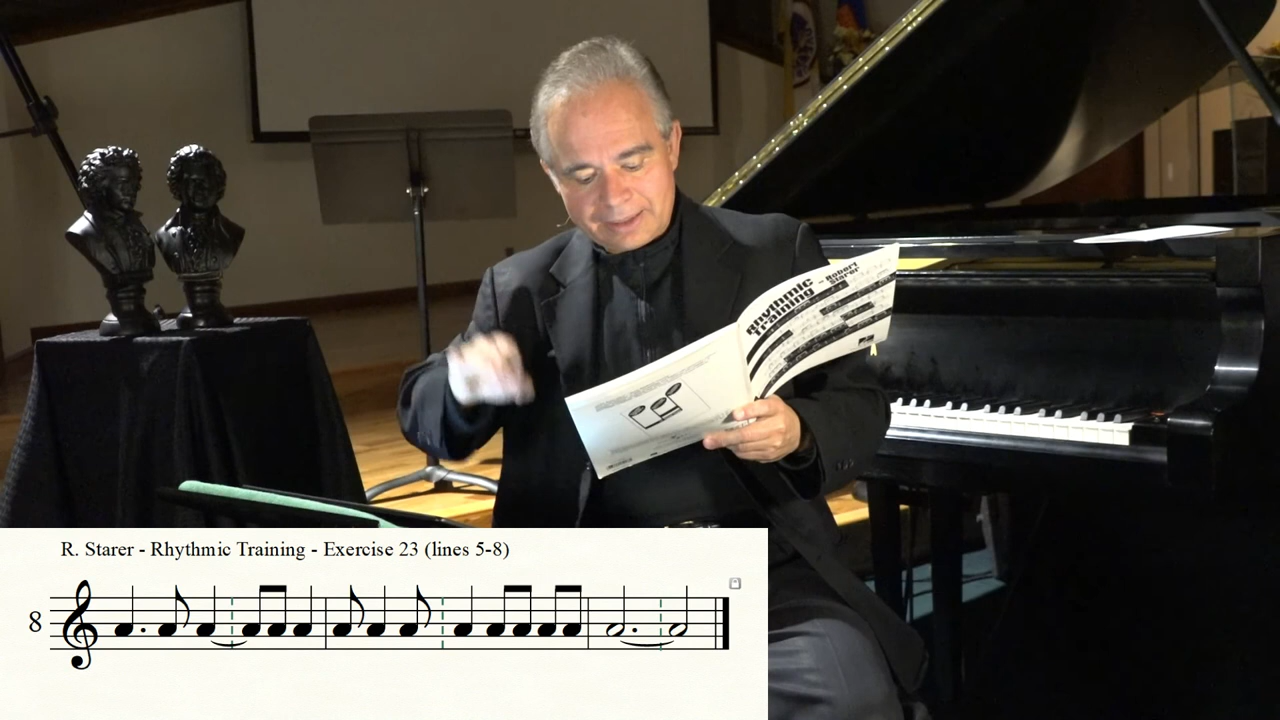 Rhythmic
Training
Robert
Starer
R. Starer - Rhythmic Training - Exercise 23 (lines 5-8)
8